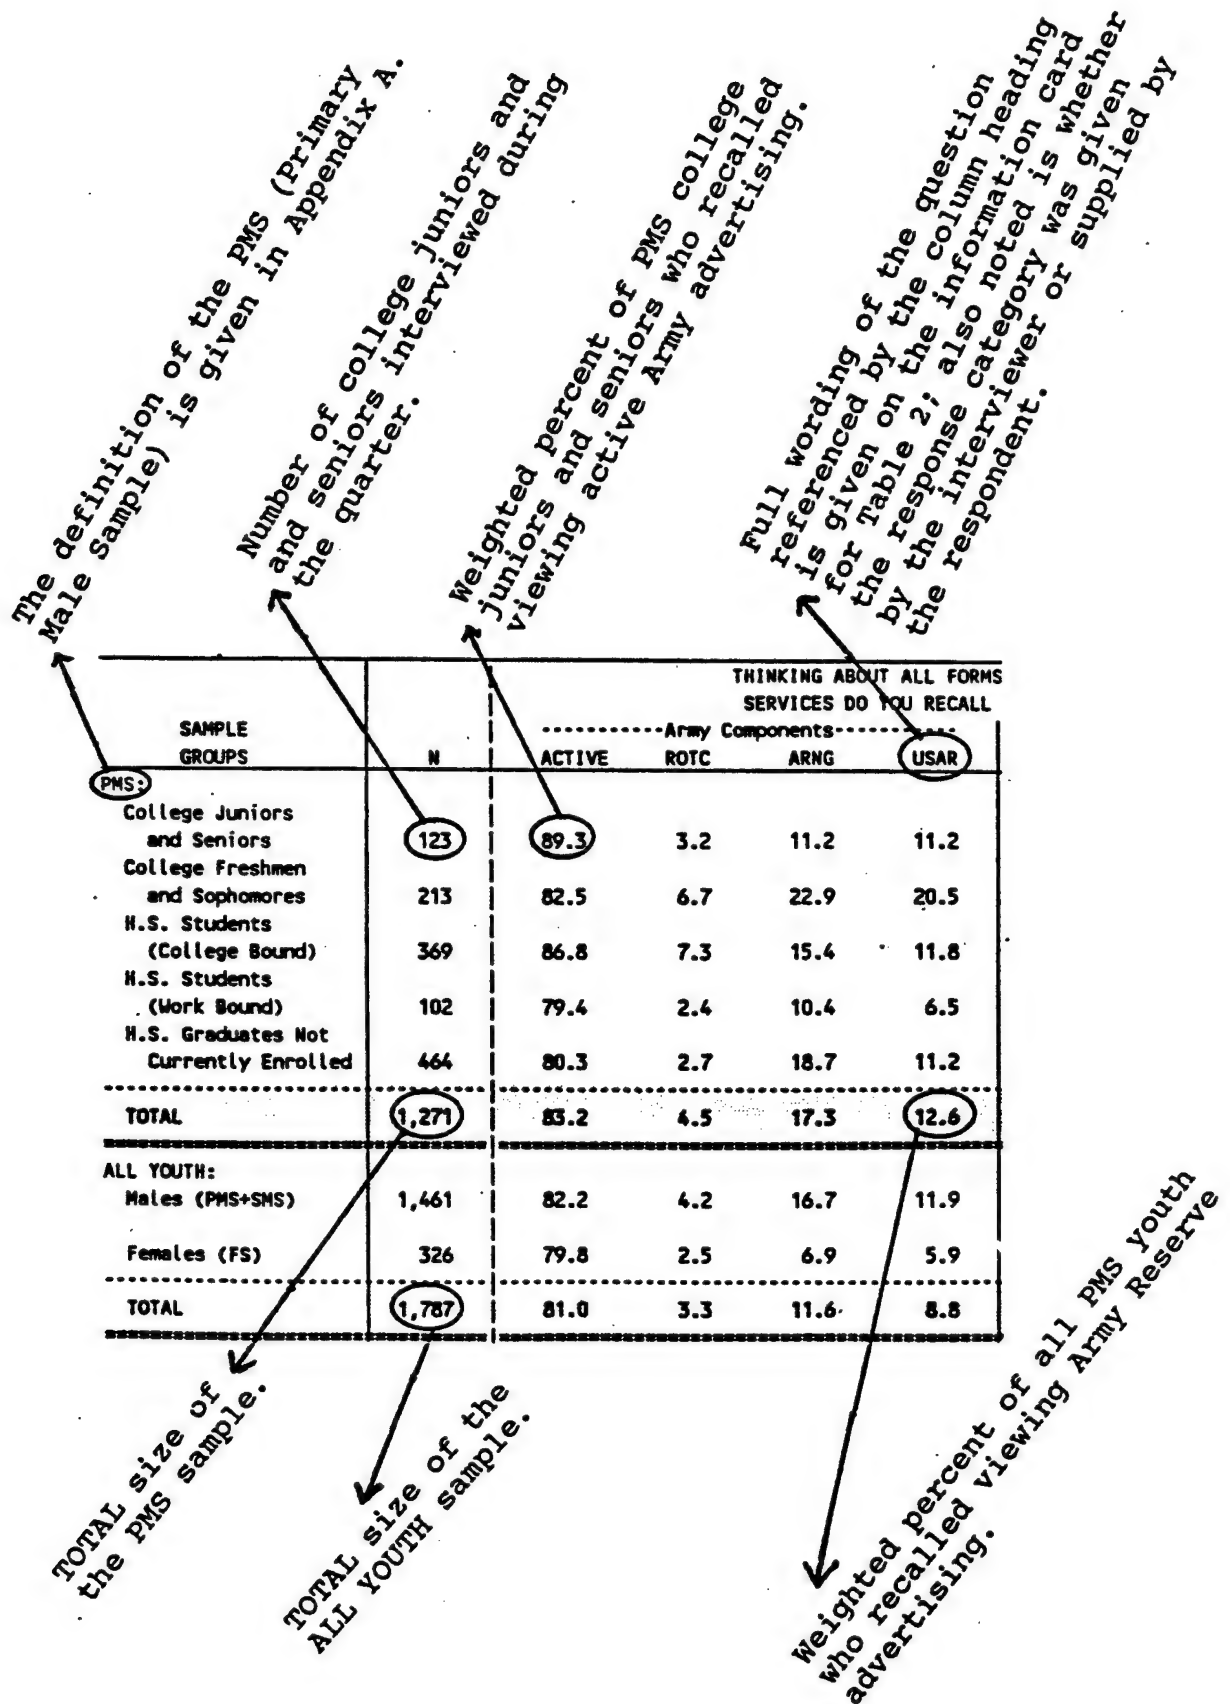 The definition of the PMS (Primary
Male Sample) is given in Appendix A.
Number of college juniors and
and seniors interviewed during
the quarter.
Weighted percent of PMS college
juniors and seniors who recalled
viewing active Army advertising.
Full wording of the question
referenced by the column heading
is given on the information card
for Table 2; also noted is whether
the response category was given
by the interviewer or supplied by
the respondent.
THINKING ABOUT ALL FORMS
SERVICES DO YOU RECALL
SAMPLE ------------Army Components------------
GROUPS N ACTIVE ROTC ARNG USAR
PMS:
College Juniors
and Seniors 123 89.3 3.2 11.2 11.2
College Freshmen
and Sophomores 213 82.5 6.7 22.9 20.5
H.S. Students
(College Bound) 369 86.8 7.3 15.4 11.8
H.S. Students
(Work Bound) 102 79.4 2.4 10.4 6.5
H.S. Graduates Not
Currently Enrolled 464 80.3 2.7 18.7 11.2
TOTAL 1,271 83.2 4.5 17.3 12.6
ALL YOUTH:
Males (PMS+SMS) 1,461 82.2 4.2 16.7 11.9
Females (FS) 326 79.8 2.5 6.9 5.9
TOTAL 1,787 81.0 3.3 11.6 8.8
TOTAL size of
the PMS sample.
TOTAL size of the
ALL YOUTH sample.
Weighted percent of all PMS youth
who recalled viewing Army Reserve
advertising.